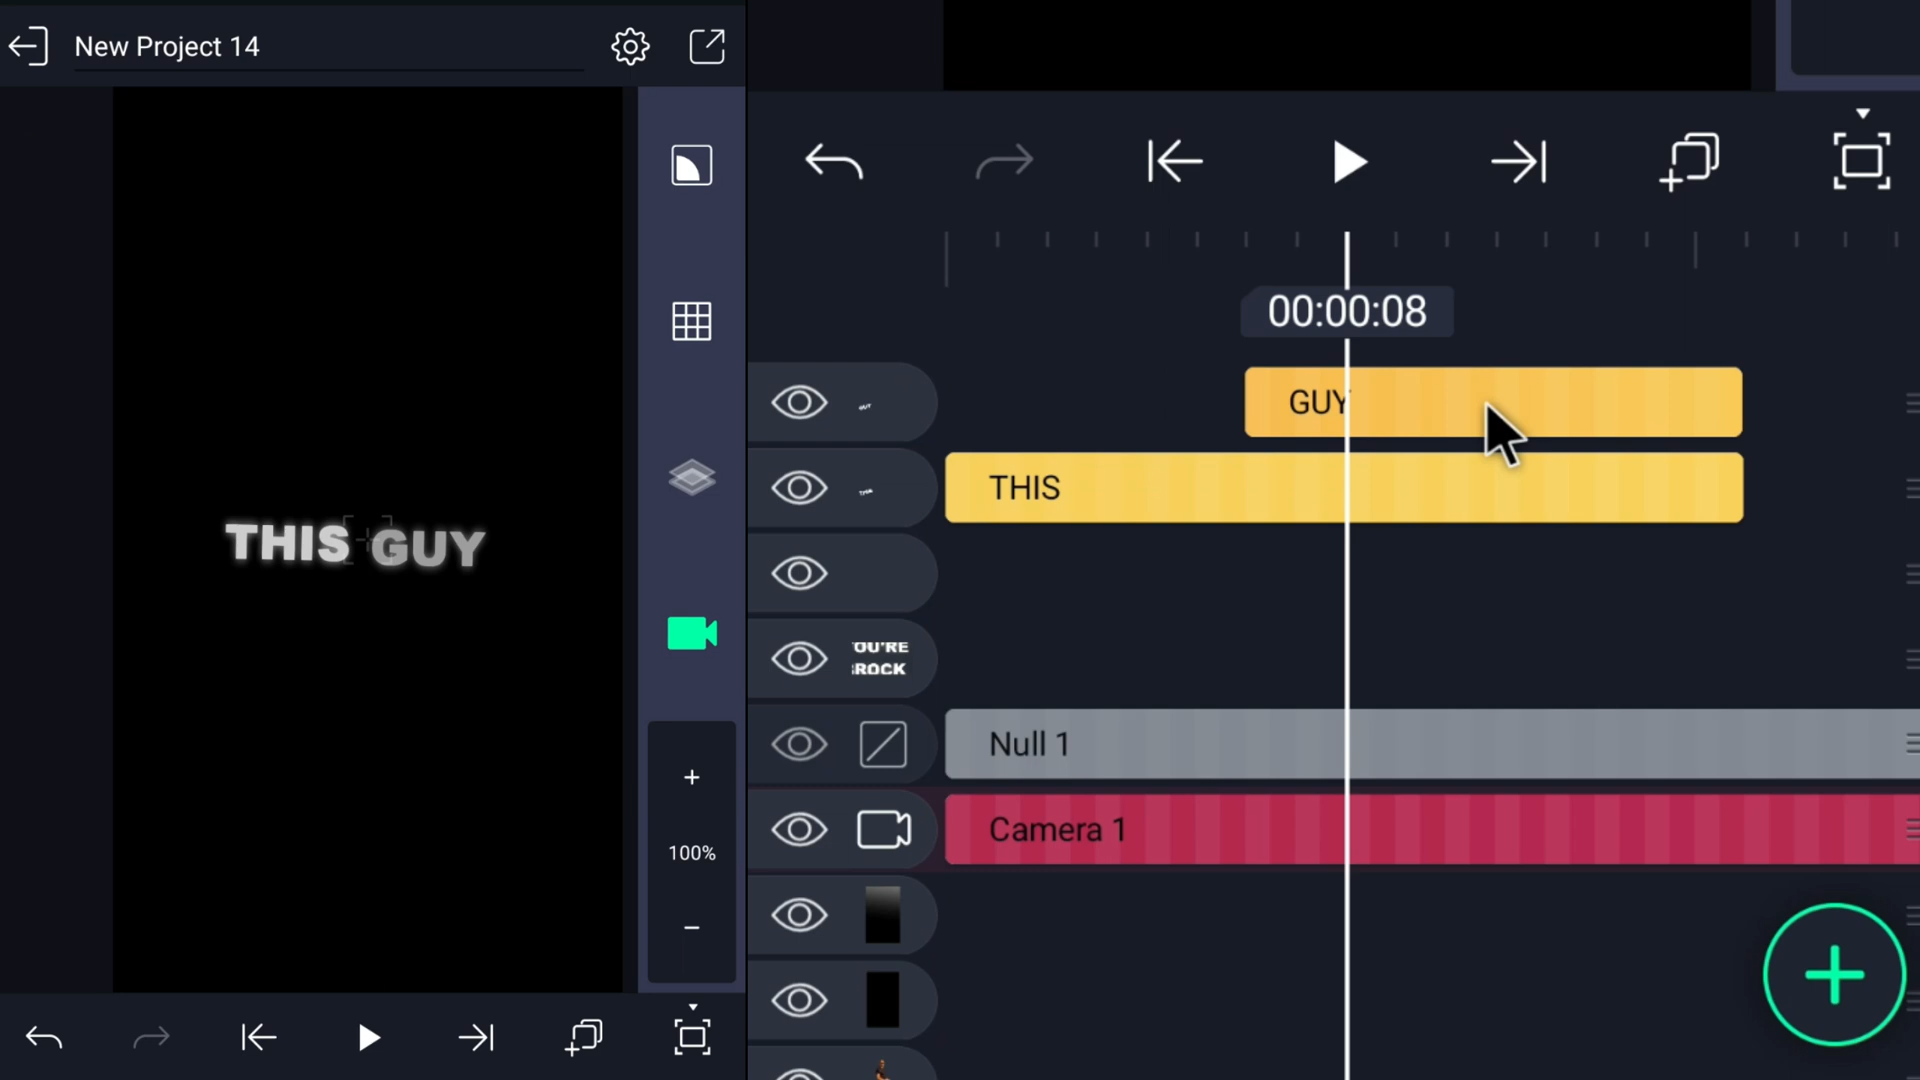 New Project 14
THIS GUY
+
100%
−
00:00:08
GUY
THIS
OU'RE
ROCK
Null 1
Camera 1